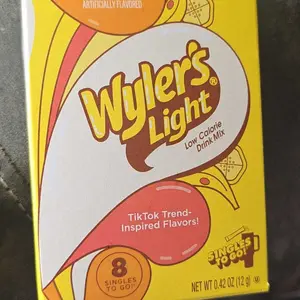 ARTIFICIALLY FLAVORED
Wyler's®
Light
Low Calorie
Drink Mix
TikTok Trend-
Inspired Flavors!
8
SINGLES
TO GO!
SINGLES
TO GO!
NET WT 0.42 OZ (12 g)